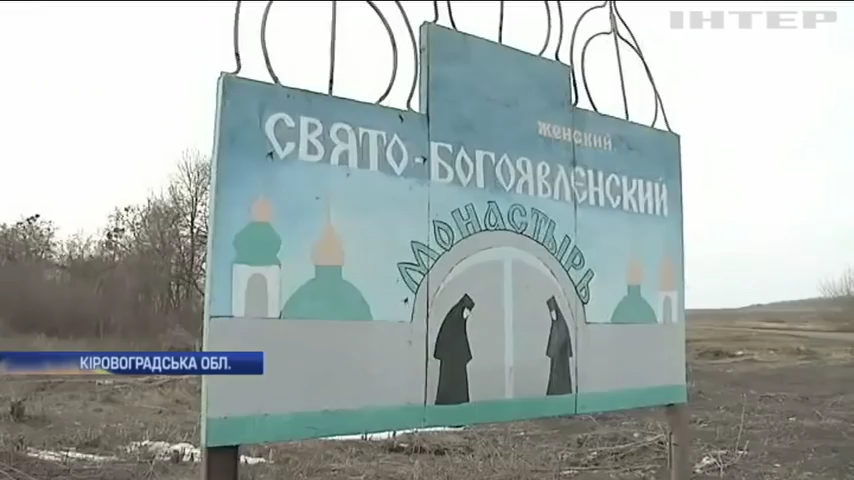 ІНТЕР
женский
СВЯТО-БОГОЯВЛЕНСКИЙ
МОНАСТЫРЬ
КІРОВОГРАДСЬКА ОБЛ.